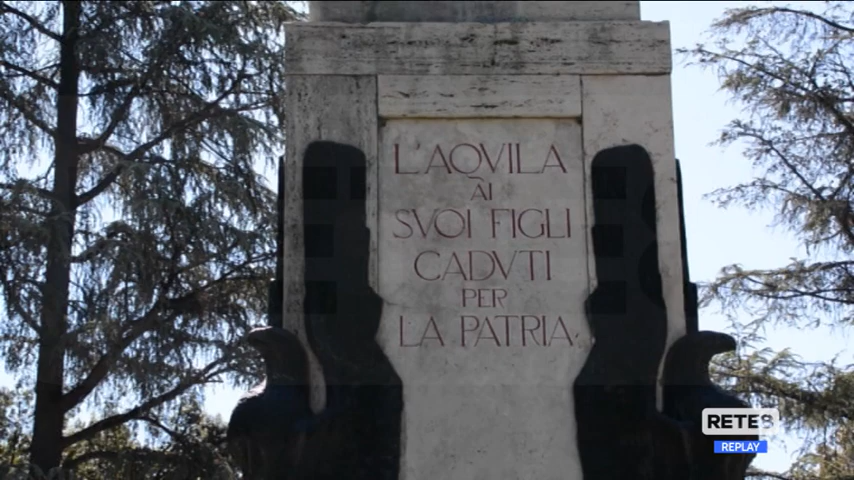 L AQVILA
AI
SVOI FIGLI
CADVTI
PER
LA PATRIA
RETE8
REPLAY